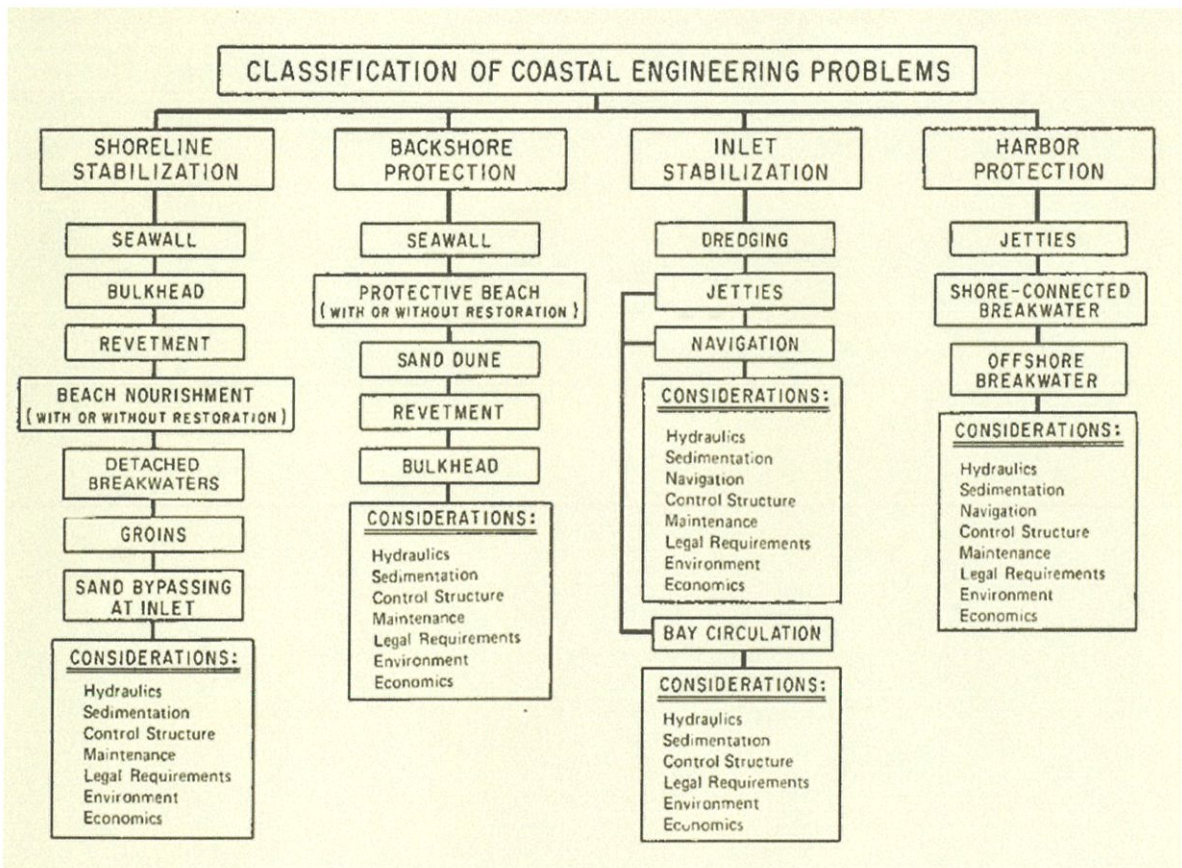 CLASSIFICATION OF COASTAL ENGINEERING PROBLEMS
SHORELINE
STABILIZATION
SEAWALL
BULKHEAD
REVETMENT
BEACH NOURISHMENT
(WITH OR WITHOUT RESTORATION)
DETACHED
BREAKWATERS
GROINS
SAND BYPASSING
AT INLET
CONSIDERATIONS:
Hydraulics
Sedimentation
Control Structure
Maintenance
Legal Requirements
Environment
Economics
BACKSHORE
PROTECTION
SEAWALL
PROTECTIVE BEACH
(WITH OR WITHOUT RESTORATION)
SAND DUNE
REVETMENT
BULKHEAD
CONSIDERATIONS:
Hydraulics
Sedimentation
Control Structure
Maintenance
Legal Requirements
Environment
Economics
INLET
STABILIZATION
DREDGING
JETTIES
NAVIGATION
CONSIDERATIONS:
Hydraulics
Sedimentation
Navigation
Control Structure
Maintenance
Legal Requirements
Environment
Economics
BAY CIRCULATION
CONSIDERATIONS:
Hydraulics
Sedimentation
Control Structure
Legal Requirements
Environment
Economics
HARBOR
PROTECTION
JETTIES
SHORE-CONNECTED
BREAKWATER
OFFSHORE
BREAKWATER
CONSIDERATIONS:
Hydraulics
Sedimentation
Navigation
Control Structure
Maintenance
Legal Requirements
Environment
Economics